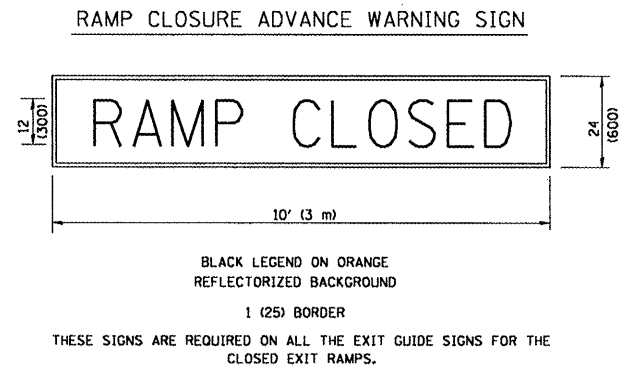 RAMP CLOSURE ADVANCE WARNING SIGN
12
(300)
RAMP CLOSED
24
(600)
10' (3 m)
BLACK LEGEND ON ORANGE
REFLECTORIZED BACKGROUND
1 (25) BORDER
THESE SIGNS ARE REQUIRED ON ALL THE EXIT GUIDE SIGNS FOR THE
CLOSED EXIT RAMPS.